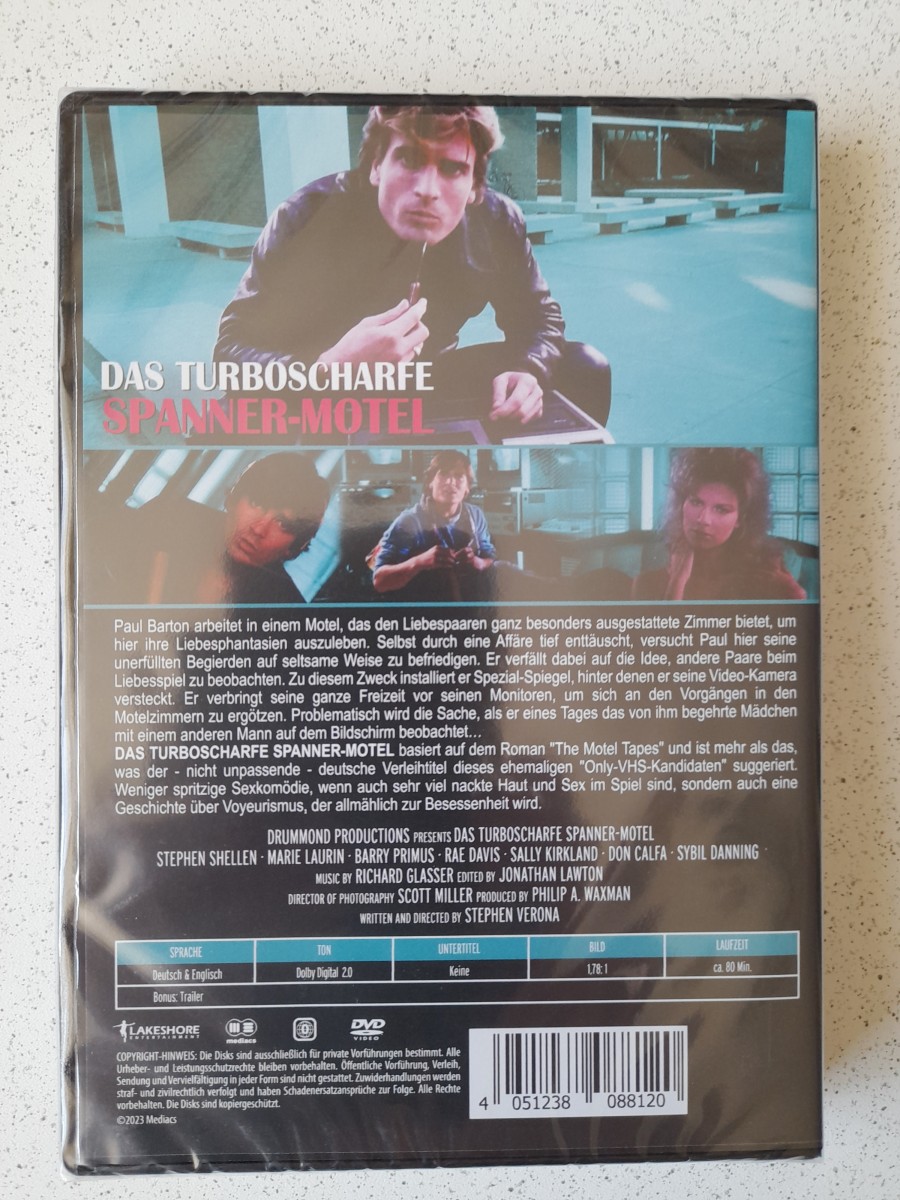 DAS TURBOSCHARFE
SPANNER-MOTEL
Paul Barton arbeitet in einem Motel, das den Liebespaaren ganz besonders ausgestattete Zimmer bietet, um
hier ihre Liebesphantasien auszuleben. Selbst durch eine Affäre tief enttäuscht, versucht Paul hier seine
unerfüllten Begierden auf seltsame Weise zu befriedigen. Er verfällt dabei auf die Idee, andere Paare beim
Liebesspiel zu beobachten. Zu diesem Zweck installiert er Spezial-Spiegel, hinter denen er seine Video-Kamera
versteckt. Er verbringt seine ganze Freizeit vor seinen Monitoren, um sich an den Vorgängen in den
Motelzimmern zu ergötzen. Problematisch wird die Sache, als er eines Tages das von ihm begehrte Mädchen
mit einem anderen Mann auf dem Bildschirm beobachtet...
DAS TURBOSCHARFE SPANNER-MOTEL basiert auf dem Roman "The Motel Tapes" und ist mehr als das,
was der - nicht unpassende - deutsche Verleihtitel dieses ehemaligen "Only-VHS-Kandidaten" suggeriert.
Weniger spritzige Sexkomödie, wenn auch sehr viel nackte Haut und Sex im Spiel sind, sondern auch eine
Geschichte über Voyeurismus, der allmählich zur Besessenheit wird.
DRUMMOND PRODUCTIONS PRESENTS DAS TURBOSCHARFE SPANNER-MOTEL
STEPHEN SHELLEN · MARIE LAURIN · BARRY PRIMUS · RAE DAVIS · SALLY KIRKLAND · DON CALFA · SYBIL DANNING
MUSIC BY RICHARD GLASSER EDITED BY JONATHAN LAWTON
DIRECTOR OF PHOTOGRAPHY SCOTT MILLER PRODUCED BY PHILIP A. WAXMAN
WRITTEN AND DIRECTED BY STEPHEN VERONA
SPRACHE TON UNTERTITEL BILD LAUFZEIT
Deutsch & Englisch Dolby Digital 2.0 Keine 1,78:1 ca. 80 Min.
Bonus: Trailer
LAKESHORE
ENTERTAINMENT
mediacs
0
DVD
VIDEO
COPYRIGHT-HINWEIS: Die Disks sind ausschließlich für private Vorführungen bestimmt. Alle
Urheber- und Leistungsschutzrechte bleiben vorbehalten. Öffentliche Vorführung, Verleih,
Sendung und Vervielfältigung in jeder Form sind nicht gestattet. Zuwiderhandlungen werden
straf- und zivilrechtlich verfolgt und haben Schadenersatzansprüche zur Folge. Alle Rechte
vorbehalten. Die Disks sind kopiergeschützt.
©2023 Mediacs
4 051238 088120